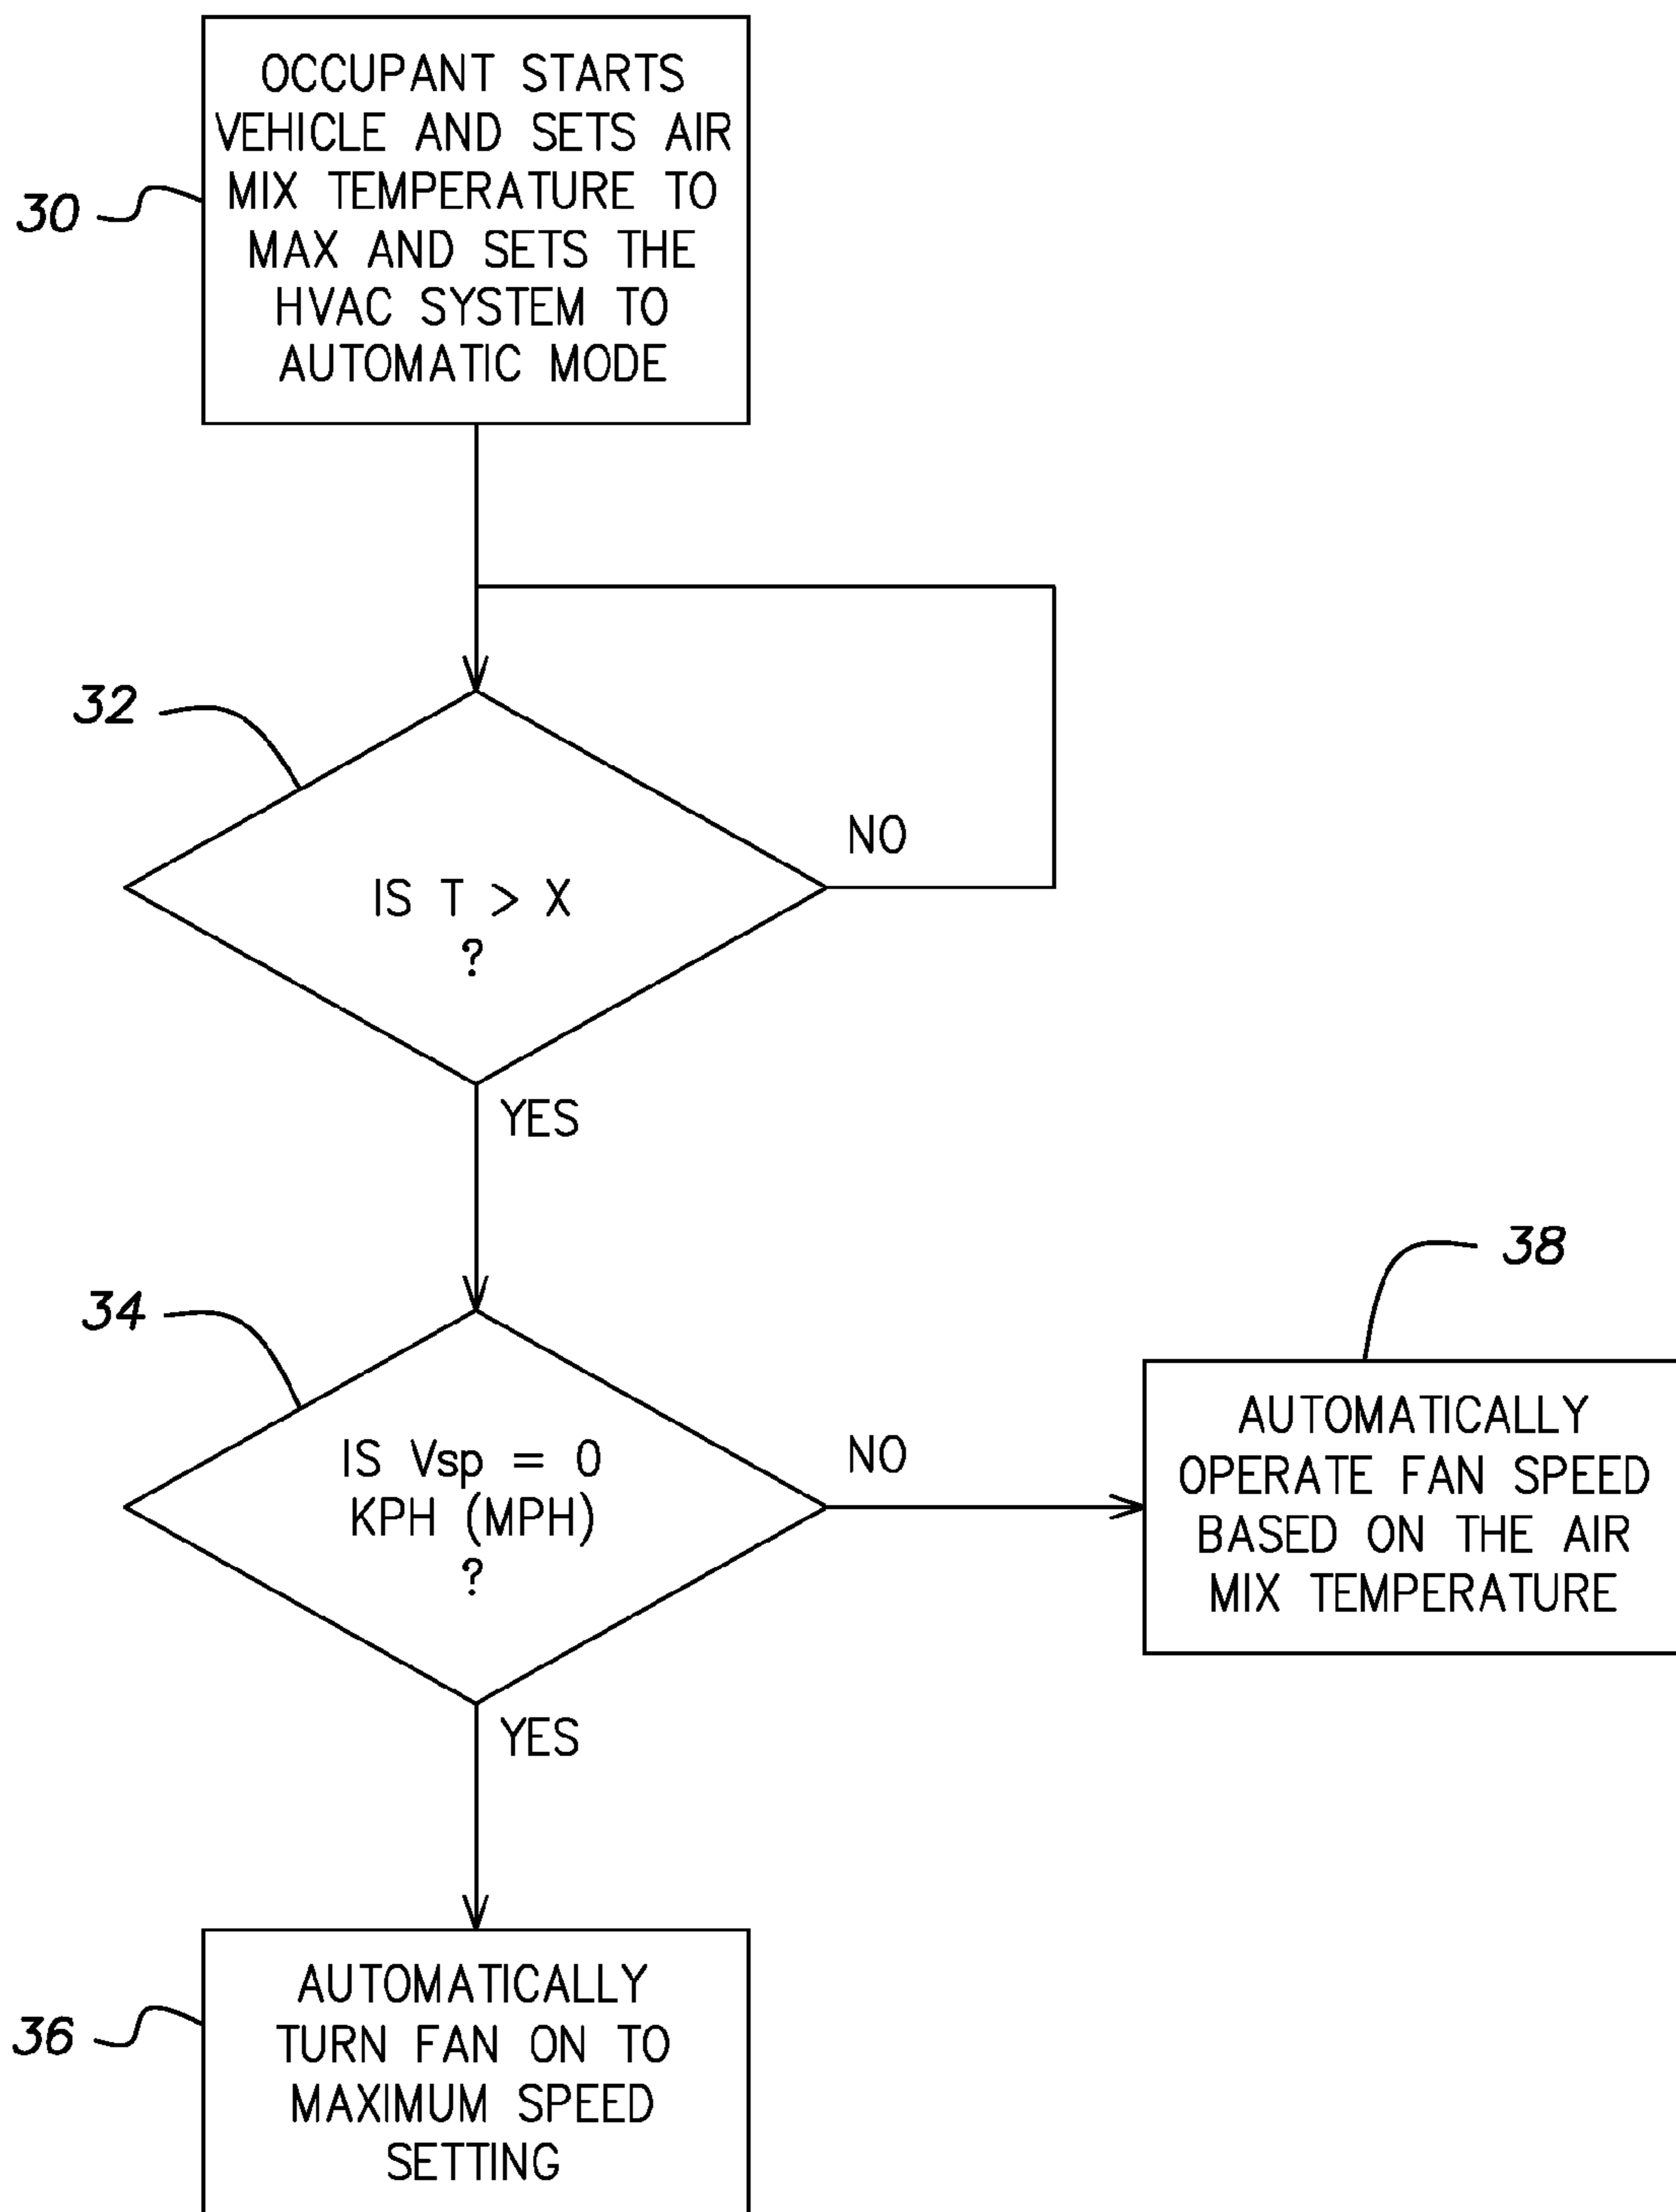 OCCUPANT STARTS
VEHICLE AND SETS AIR
MIX TEMPERATURE TO
MAX AND SETS THE
HVAC SYSTEM TO
AUTOMATIC MODE
30
32
NO
IS T > X
?
YES
34
IS Vsp = 0
KPH (MPH)
?
NO
38
AUTOMATICALLY
OPERATE FAN SPEED
BASED ON THE AIR
MIX TEMPERATURE
YES
36
AUTOMATICALLY
TURN FAN ON TO
MAXIMUM SPEED
SETTING